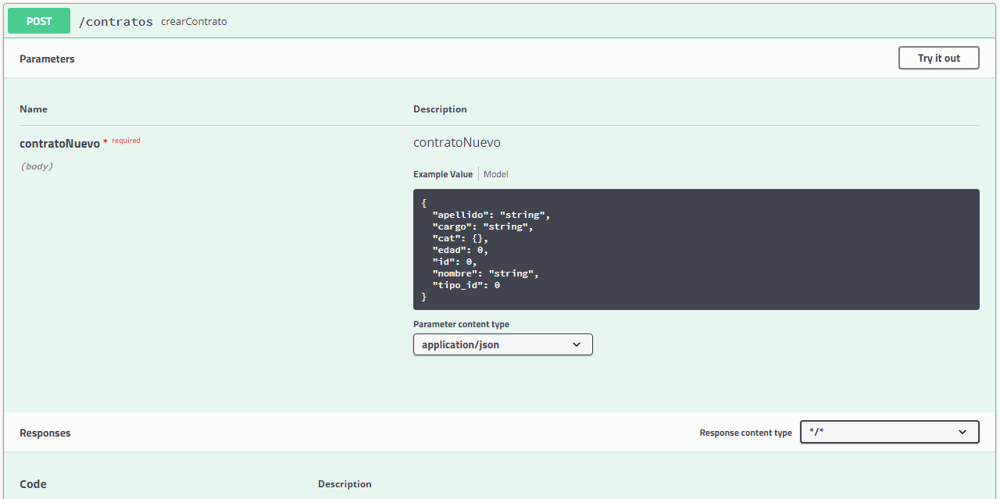 POST /contratos crearContrato
Parameters Try it out
Name Description
contratoNuevo * required contratoNuevo
(body)
Example Value Model
{
"apellido": "string",
"cargo": "string",
"cat": {},
"edad": 0,
"id": 0,
"nombre": "string",
"tipo_id": 0
}
Parameter content type
application/json
Responses Response content type */*
Code Description